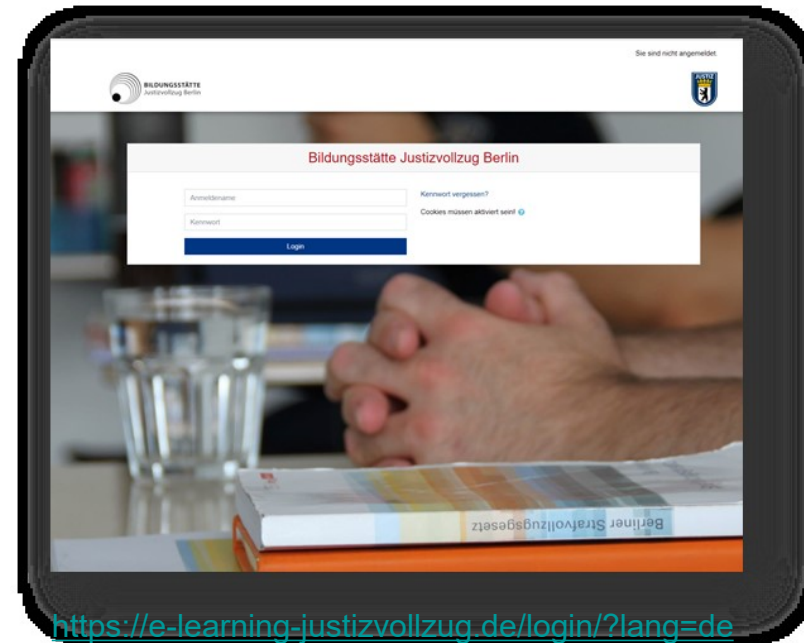 Sie sind nicht angemeldet
BILDUNGSSTÄTTE
Justizvollzug Berlin
JUSTIZ
Bildungsstätte Justizvollzug Berlin
Anmeldename
Kennwort vergessen?
Kennwort
Cookies müssen aktiviert sein!
Login
Berliner Strafvollzugsgesetz
https://e-learning-justizvollzug.de/login/?lang=de